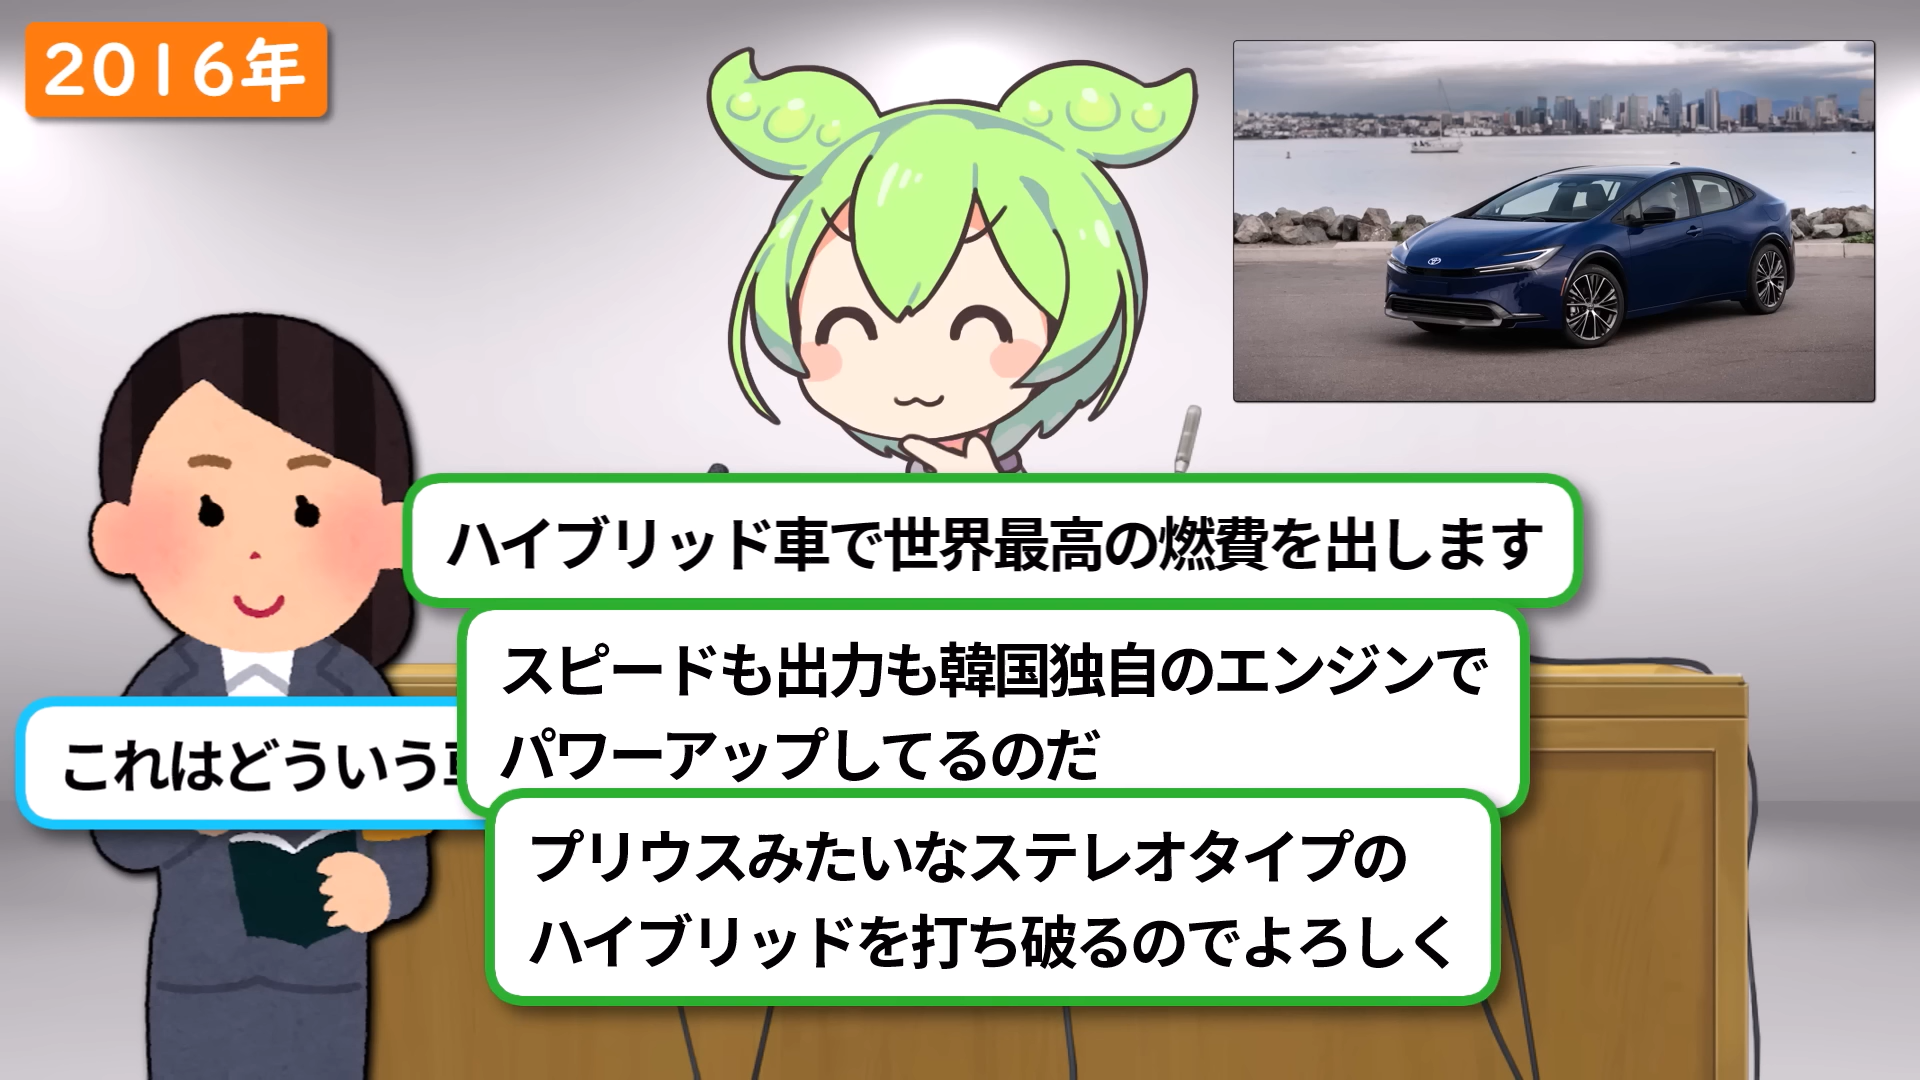 2016年
ハイブリッド車で世界最高の燃費を出します
スピードも出力も韓国独自のエンジンで
パワーアップしてるのだ
これはどういう
プリウスみたいなステレオタイプの
ハイブリッドを打ち破るのでよろしく